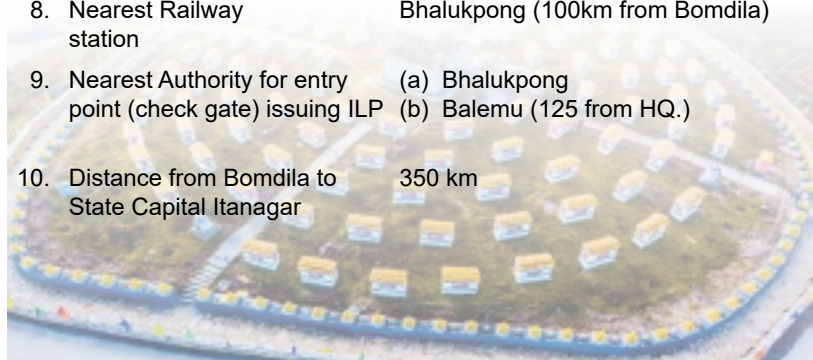 8. Nearest Railway Bhalukpong (100km from Bomdila)
station
9. Nearest Authority for entry (a) Bhalukpong
point (check gate) issuing ILP (b) Balemu (125 from HQ.)
10. Distance from Bomdila to 350 km
State Capital Itanagar